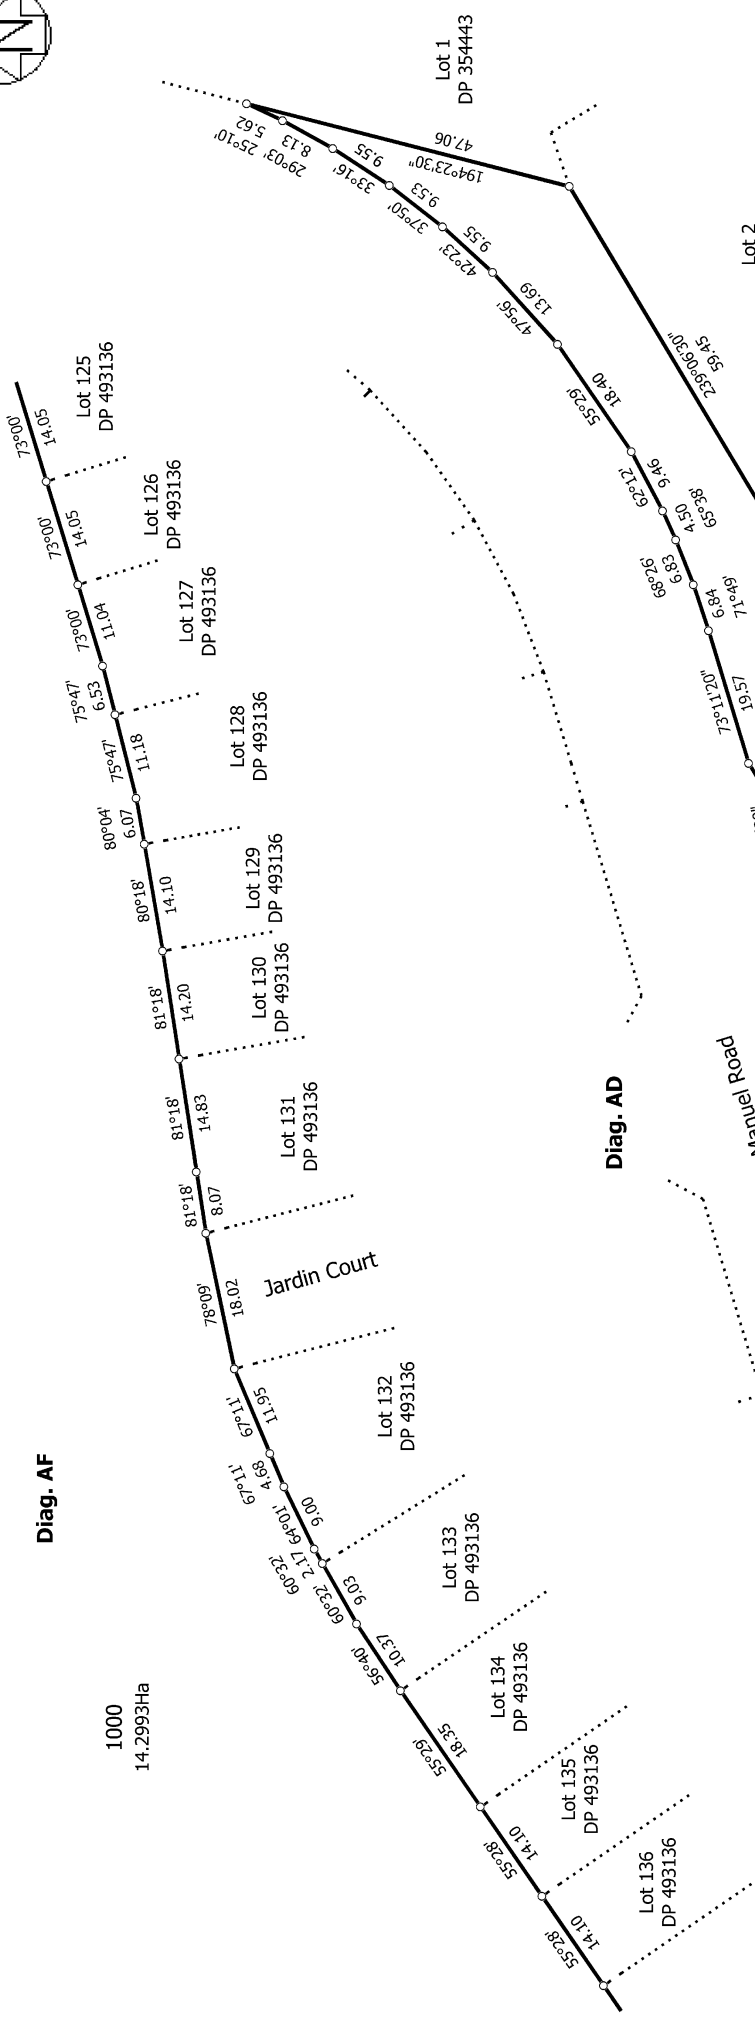 N
Lot 1
DP 354443
47.06
194°23'30"
5.62
25°10'
8.13
29°03'
9.55
33°16'
9.53
37°50'
9.55
42°23'
13.69
47°56'
18.40
55°29'
9.46
62°12'
4.50
65°38'
6.83
68°26'
6.84
71°49'
19.57
73°11'20"
239°06'30"
59.45
Lot 2
73°00'
14.05
Lot 125
DP 493136
73°00'
14.05
Lot 126
DP 493136
73°00'
11.04
Lot 127
DP 493136
75°47'
6.53
75°47'
11.18
Lot 128
DP 493136
80°04'
6.07
80°18'
14.10
Lot 129
DP 493136
81°18'
14.20
Lot 130
DP 493136
81°18'
14.83
Lot 131
DP 493136
81°18'
8.07
78°09'
18.02
Jardin Court
Diag. AD
Manuel Road
67°11'
11.95
Lot 132
DP 493136
67°11'
4.68
64°01'
9.00
60°32'
2.17
60°32'
9.03
Lot 133
DP 493136
56°40'
10.37
55°29'
18.35
Lot 134
DP 493136
55°28'
14.10
Lot 135
DP 493136
55°28'
14.10
Lot 136
DP 493136
Diag. AF
1000
14.2993Ha